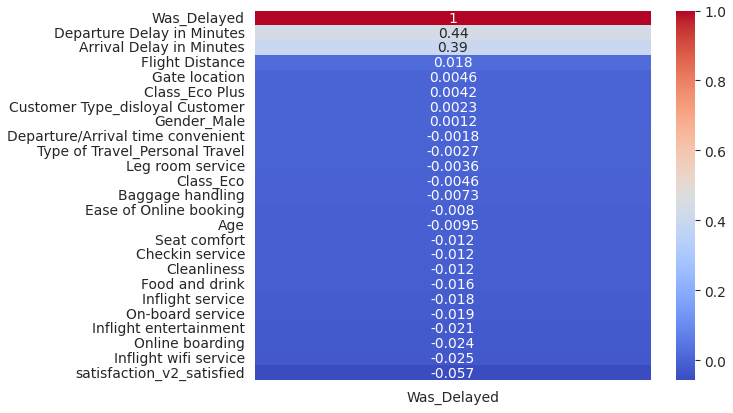 Was_Delayed 1
Departure Delay in Minutes 0.44
Arrival Delay in Minutes 0.39
Flight Distance 0.018
Gate location 0.0046
Class_Eco Plus 0.0042
Customer Type_disloyal Customer 0.0023
Gender_Male 0.0012
Departure/Arrival time convenient -0.0018
Type of Travel_Personal Travel -0.0027
Leg room service -0.0036
Class_Eco -0.0046
Baggage handling -0.0073
Ease of Online booking -0.008
Age -0.0095
Seat comfort -0.012
Checkin service -0.012
Cleanliness -0.012
Food and drink -0.016
Inflight service -0.018
On-board service -0.019
Inflight entertainment -0.021
Online boarding -0.024
Inflight wifi service -0.025
satisfaction_v2_satisfied -0.057
Was_Delayed
1.0
0.8
0.6
0.4
0.2
0.0